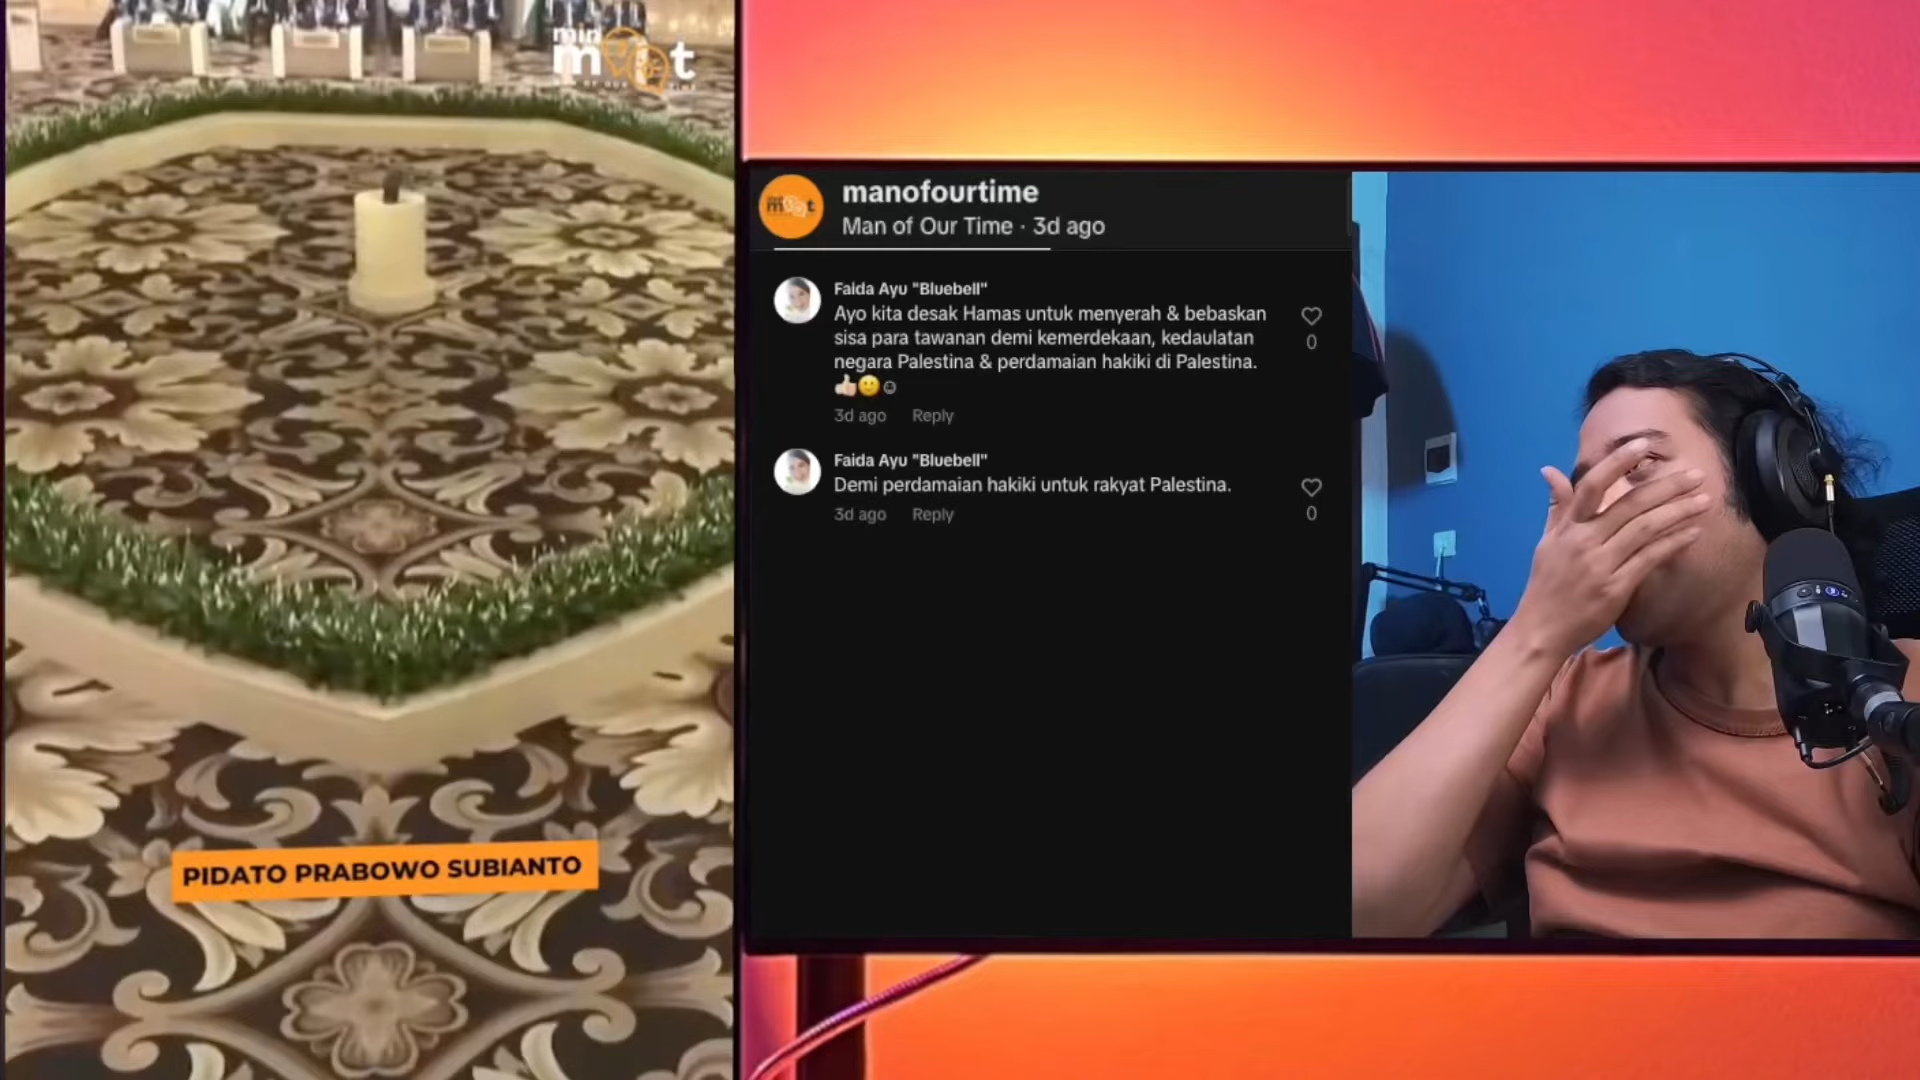 min
m t
PIDATO PRABOWO SUBIANTO
manofourtime
Man of Our Time · 3d ago
Faida Ayu "Bluebell"
Ayo kita desak Hamas untuk menyerah & bebaskan
sisa para tawanan demi kemerdekaan, kedaulatan
negara Palestina & perdamaian hakiki di Palestina.
👍🏻🙂☺
3d ago Reply
0
Faida Ayu "Bluebell"
Demi perdamaian hakiki untuk rakyat Palestina.
3d ago Reply
0